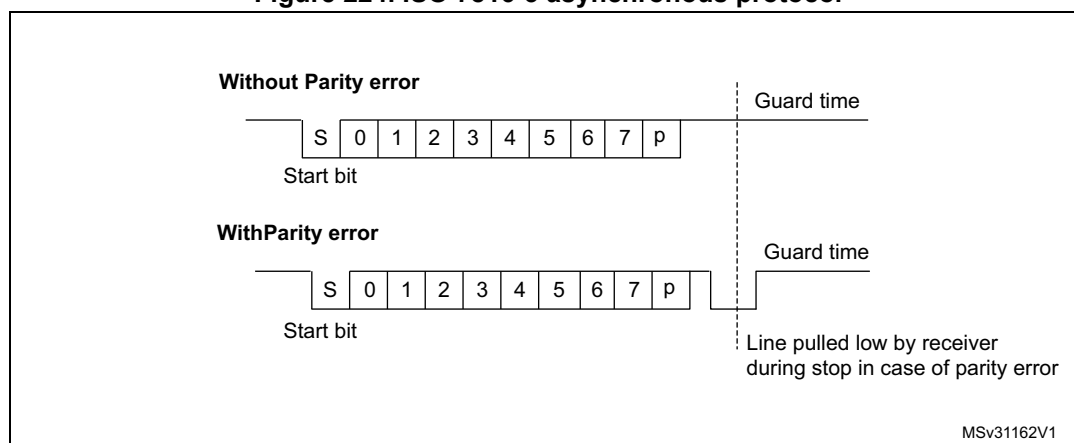 Without Parity error
Guard time
S 0 1 2 3 4 5 6 7 p
Start bit
WithParity error
Guard time
S 0 1 2 3 4 5 6 7 p
Start bit
Line pulled low by receiver
during stop in case of parity error
MSv31162V1